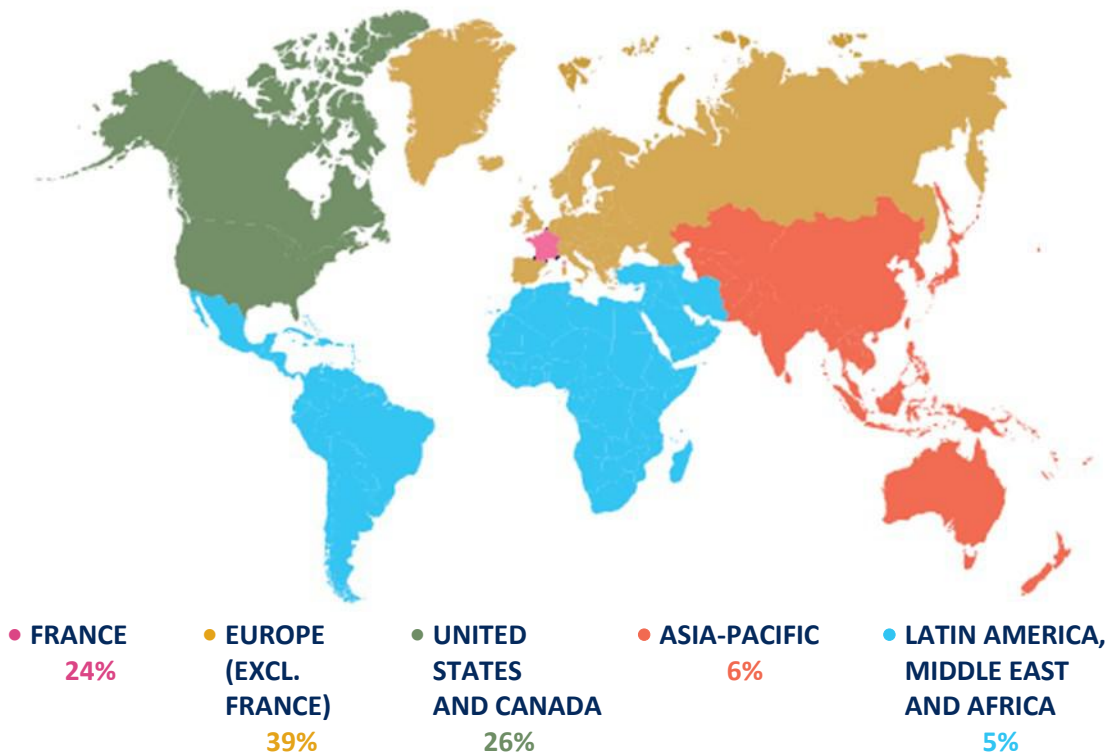 FRANCE
24%
EUROPE
(EXCL.
FRANCE)
39%
UNITED
STATES
AND CANADA
26%
ASIA-PACIFIC
6%
LATIN AMERICA,
MIDDLE EAST
AND AFRICA
5%